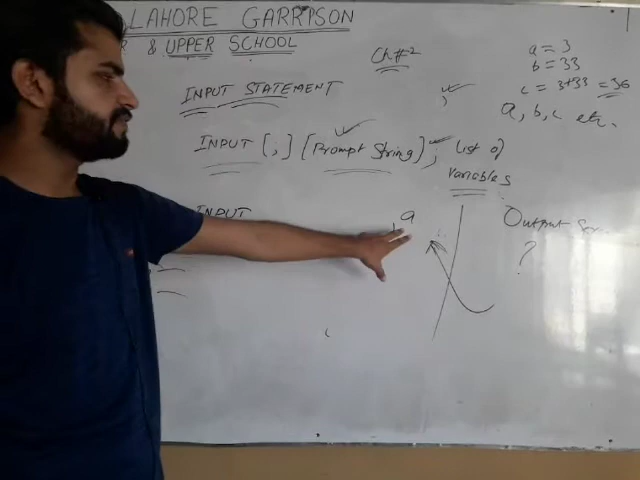 LAHORE GARRISON
R & UPPER SCHOOL
Ch#2
INPUT STATEMENT
;
a = 3
b = 33
c = 3+33 = 36
a, b, c etc.
INPUT [;] [Prompt String] ; list of
variables
INPUT , a
Output
?